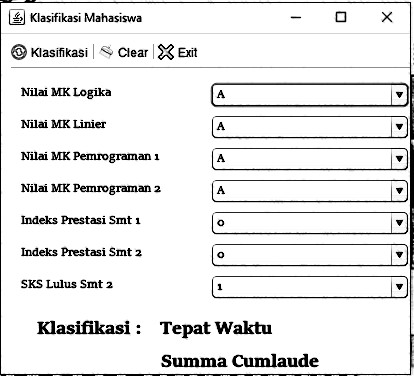 Klasifikasi Mahasiswa
Klasifikasi Clear Exit
Nilai MK Logika A
Nilai MK Linier A
Nilai MK Pemrograman 1 A
Nilai MK Pemrograman 2 A
Indeks Prestasi Smt 1 0
Indeks Prestasi Smt 2 0
SKS Lulus Smt 2 1
Klasifikasi : Tepat Waktu
Summa Cumlaude